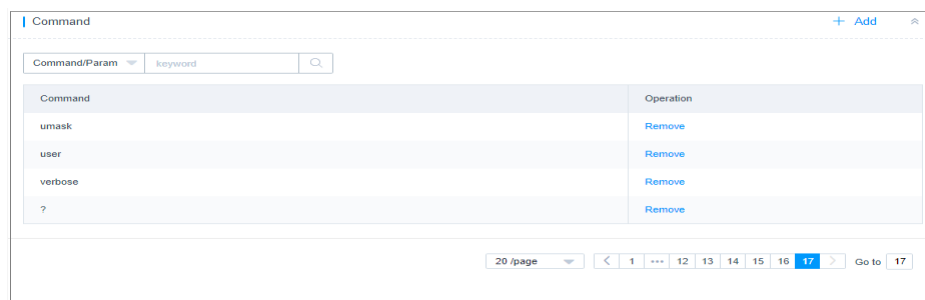 Command
+ Add
Command/Param keyword
Command Operation
umask Remove
user Remove
verbose Remove
? Remove
20 /page < 1 ••• 12 13 14 15 16 17 > Go to 17